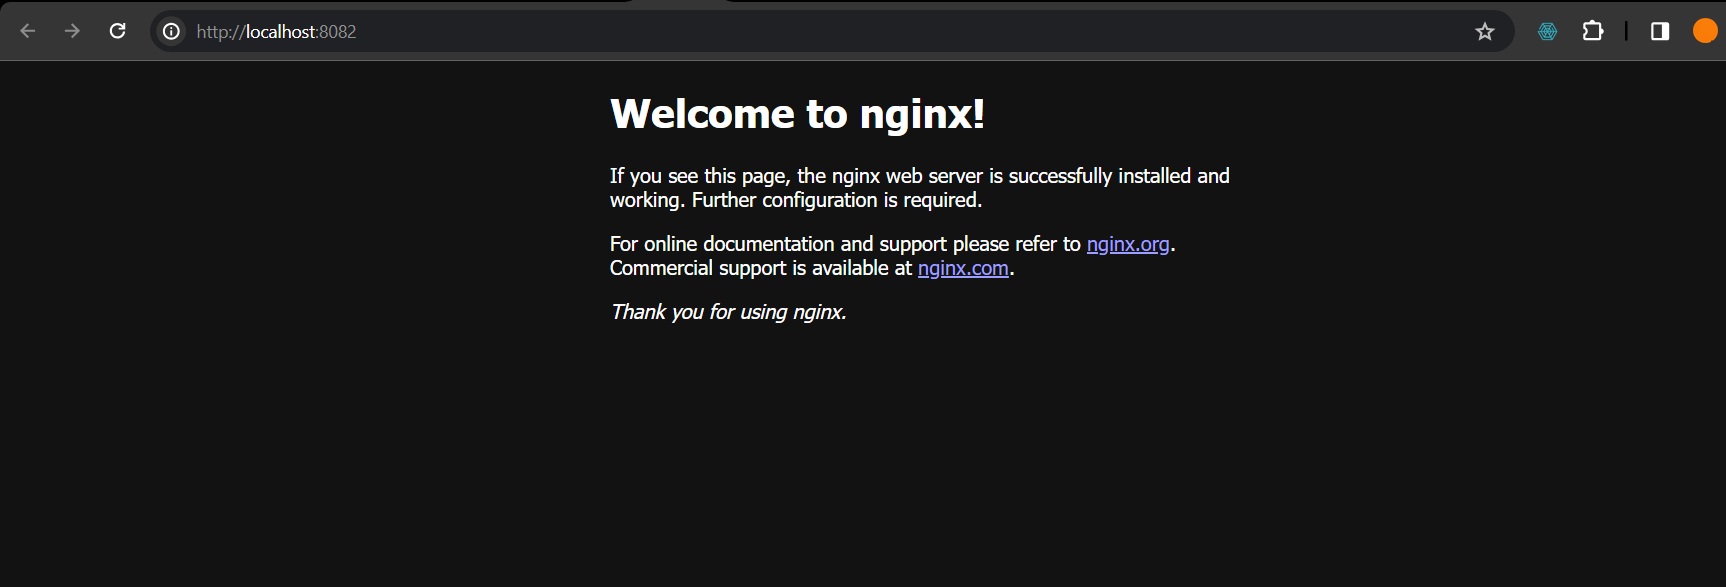 http://localhost:8082
Welcome to nginx!
If you see this page, the nginx web server is successfully installed and
working. Further configuration is required.
For online documentation and support please refer to nginx.org.
Commercial support is available at nginx.com.
Thank you for using nginx.